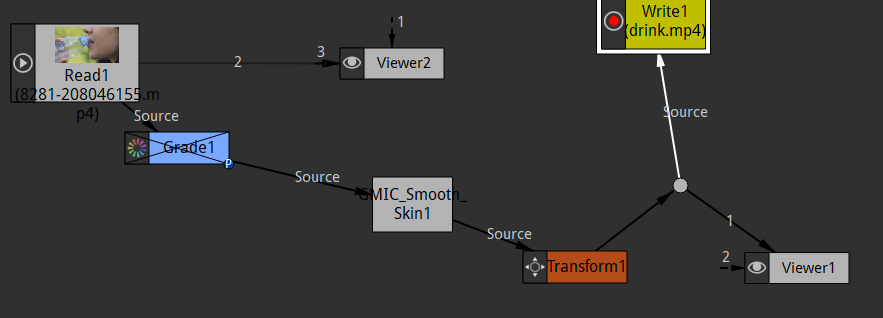 Write1
(drink.mp4)
1
Read1
(8281-208046155.m
p4)
2
3
Viewer2
Source
Source
Grade1
P
Source
GMIC_Smooth_
Skin1
Source
1
Transform1
2
Viewer1